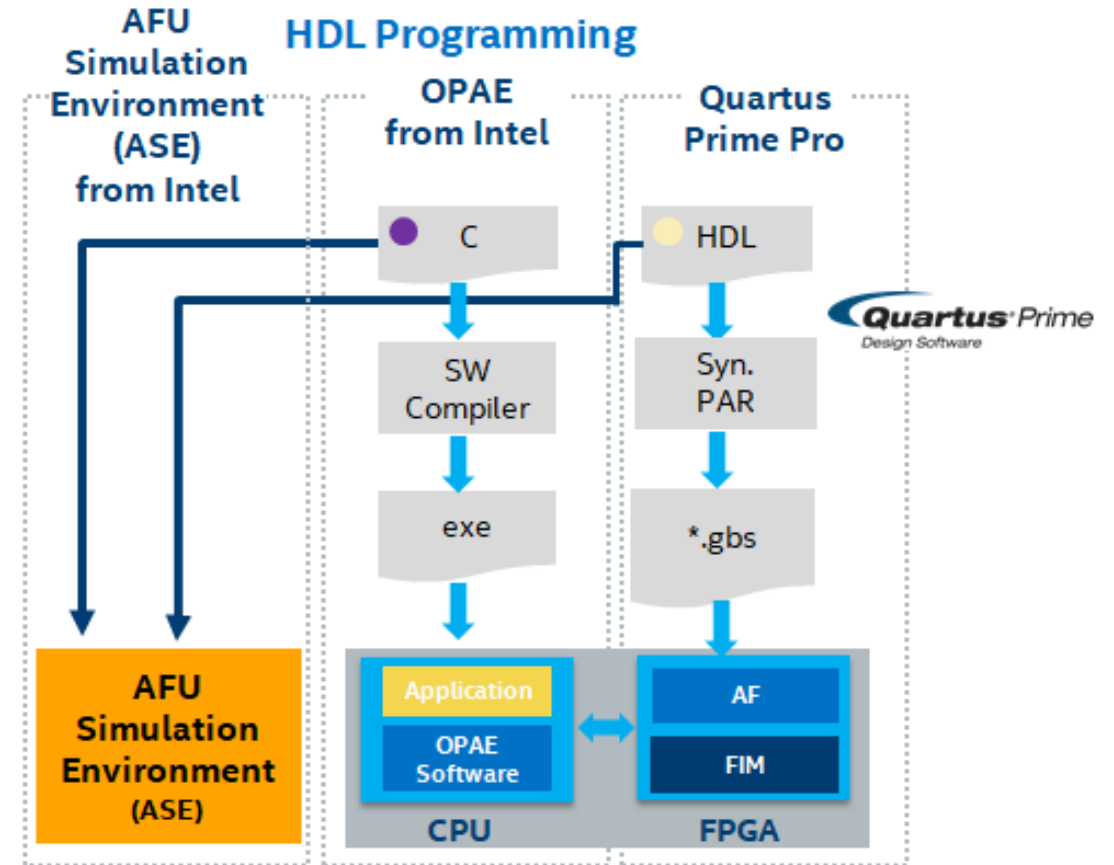 HDL Programming
AFU
Simulation
Environment
(ASE)
from Intel
OPAE
from Intel
Quartus
Prime Pro
C
HDL
Quartus Prime
Design Software
SW
Compiler
Syn.
PAR
exe
*.gbs
AFU
Simulation
Environment
(ASE)
Application
OPAE
Software
CPU
AF
FIM
FPGA